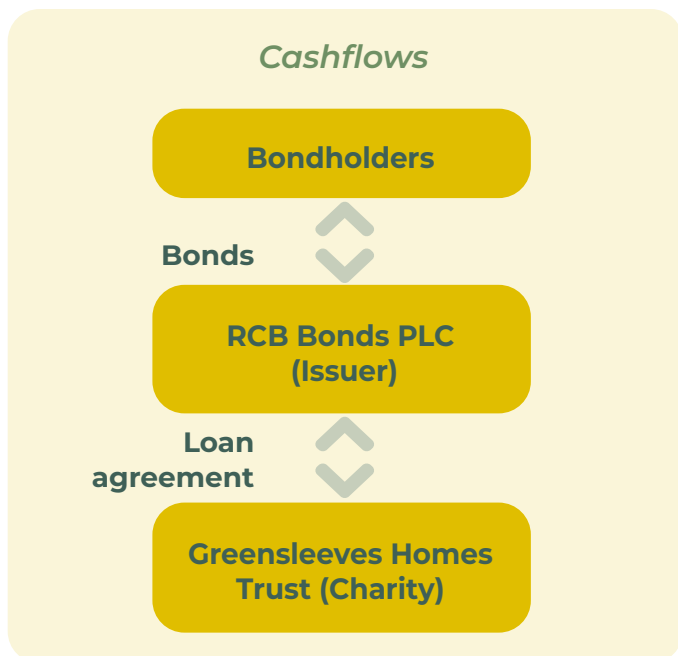 Cashflows
Bondholders
Bonds
RCB Bonds PLC
(Issuer)
Loan
agreement
Greensleeves Homes
Trust (Charity)